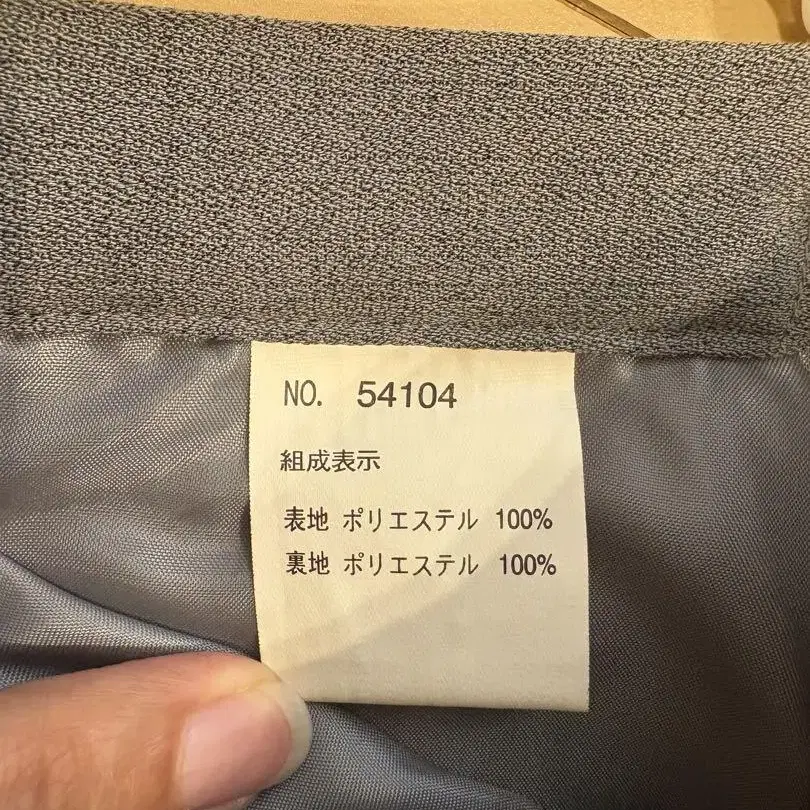 NO. 54104
組成表示
表地 ポリエステル 100%
裏地 ポリエステル 100%